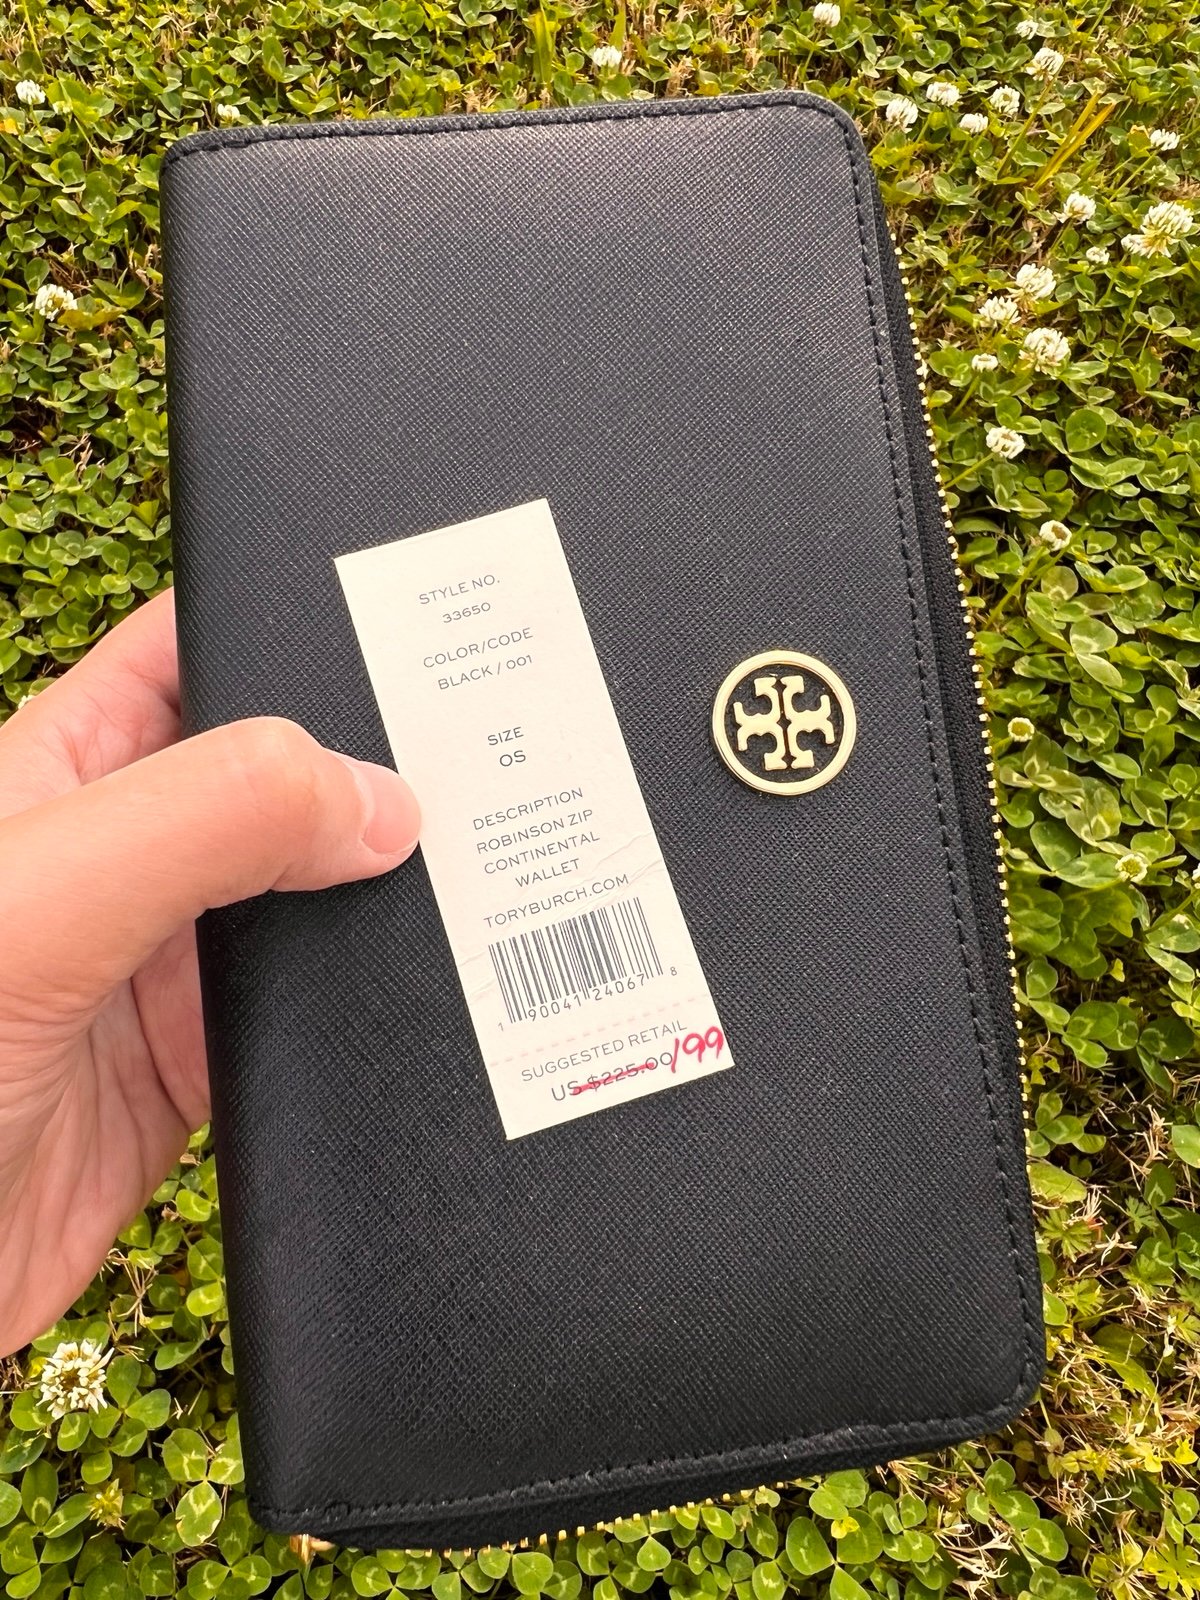 STYLE NO.
33650
COLOR/CODE
BLACK / 001
SIZE
OS
DESCRIPTION
ROBINSON ZIP
CONTINENTAL
WALLET
TORYBURCH.COM
1 90041 24067 8
SUGGESTED RETAIL
US $225.00/199